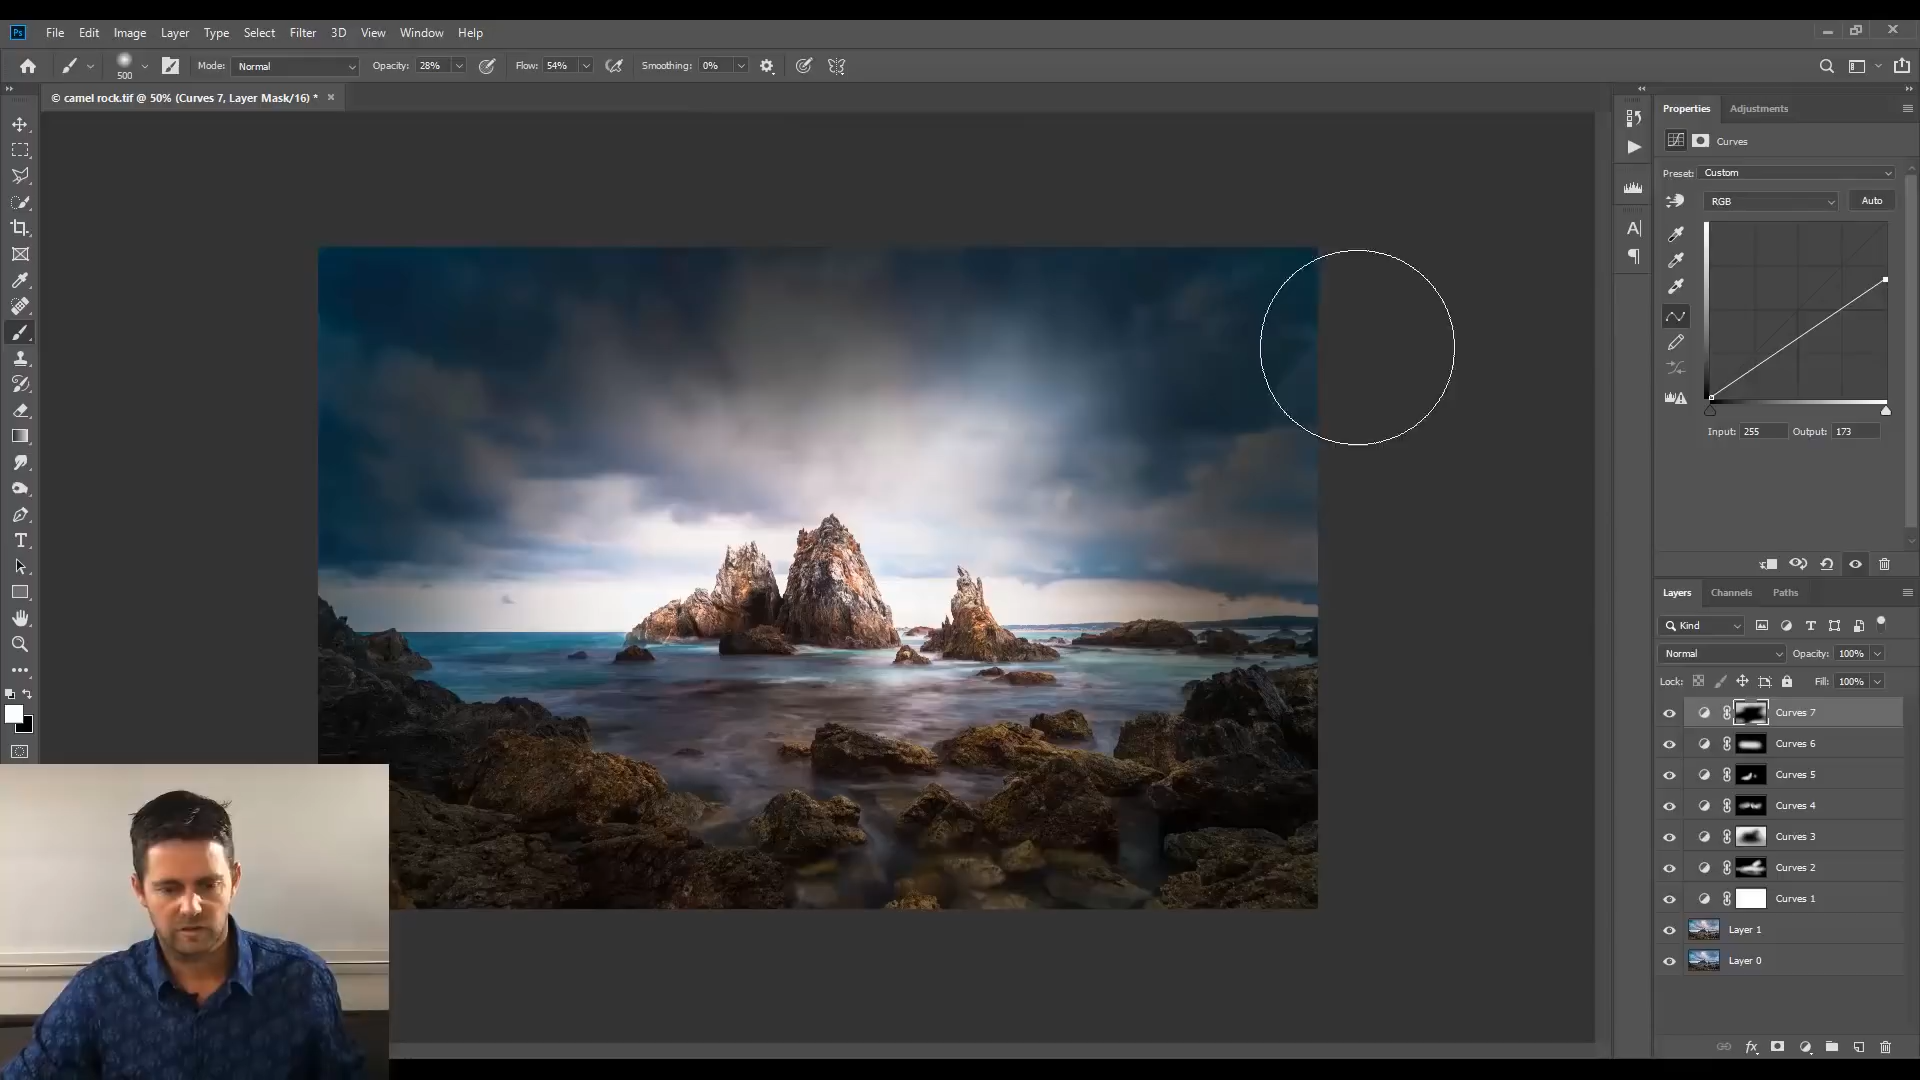 Ps File Edit Image Layer Type Select Filter 3D View Window Help
500 Mode: Normal Opacity: 28% Flow: 54% Smoothing: 0%
© camel rock.tif @ 50% (Curves 7, Layer Mask/16) *
Properties Adjustments
Curves
Preset: Custom
RGB Auto
Input: 255 Output: 173
Layers Channels Paths
Kind
Normal Opacity: 100%
Lock: Fill: 100%
Curves 7
Curves 6
Curves 5
Curves 4
Curves 3
Curves 2
Curves 1
Layer 1
Layer 0
fx